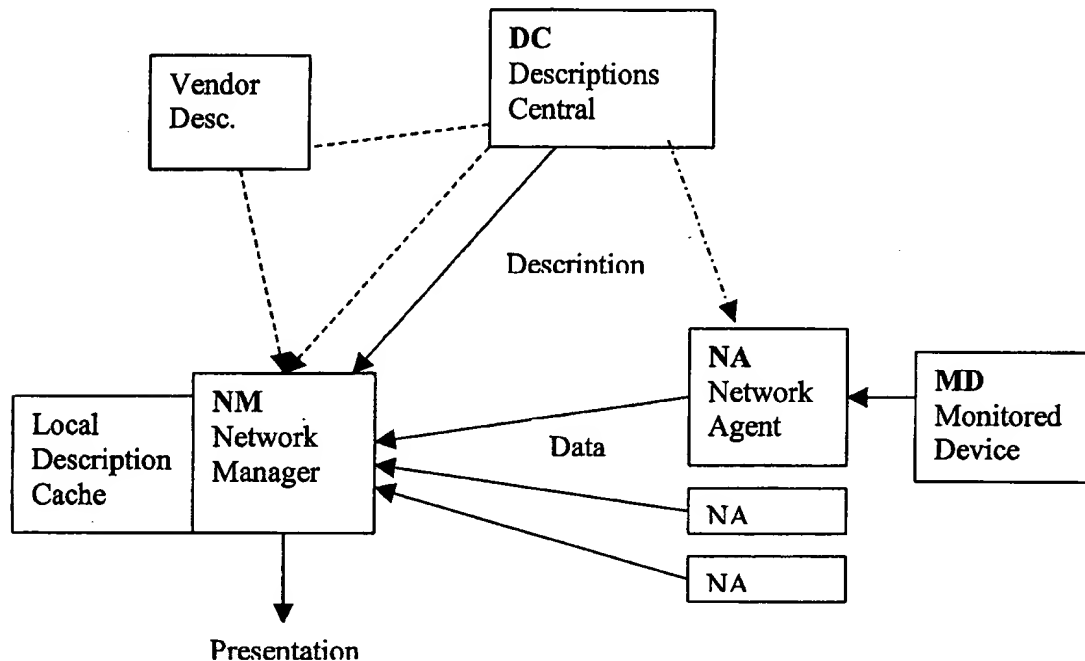 DC
Descriptions
Central
Vendor
Desc.
Description
NA
Network
Agent
MD
Monitored
Device
NM
Network
Manager
Local
Description
Cache
Data
NA
NA
Presentation